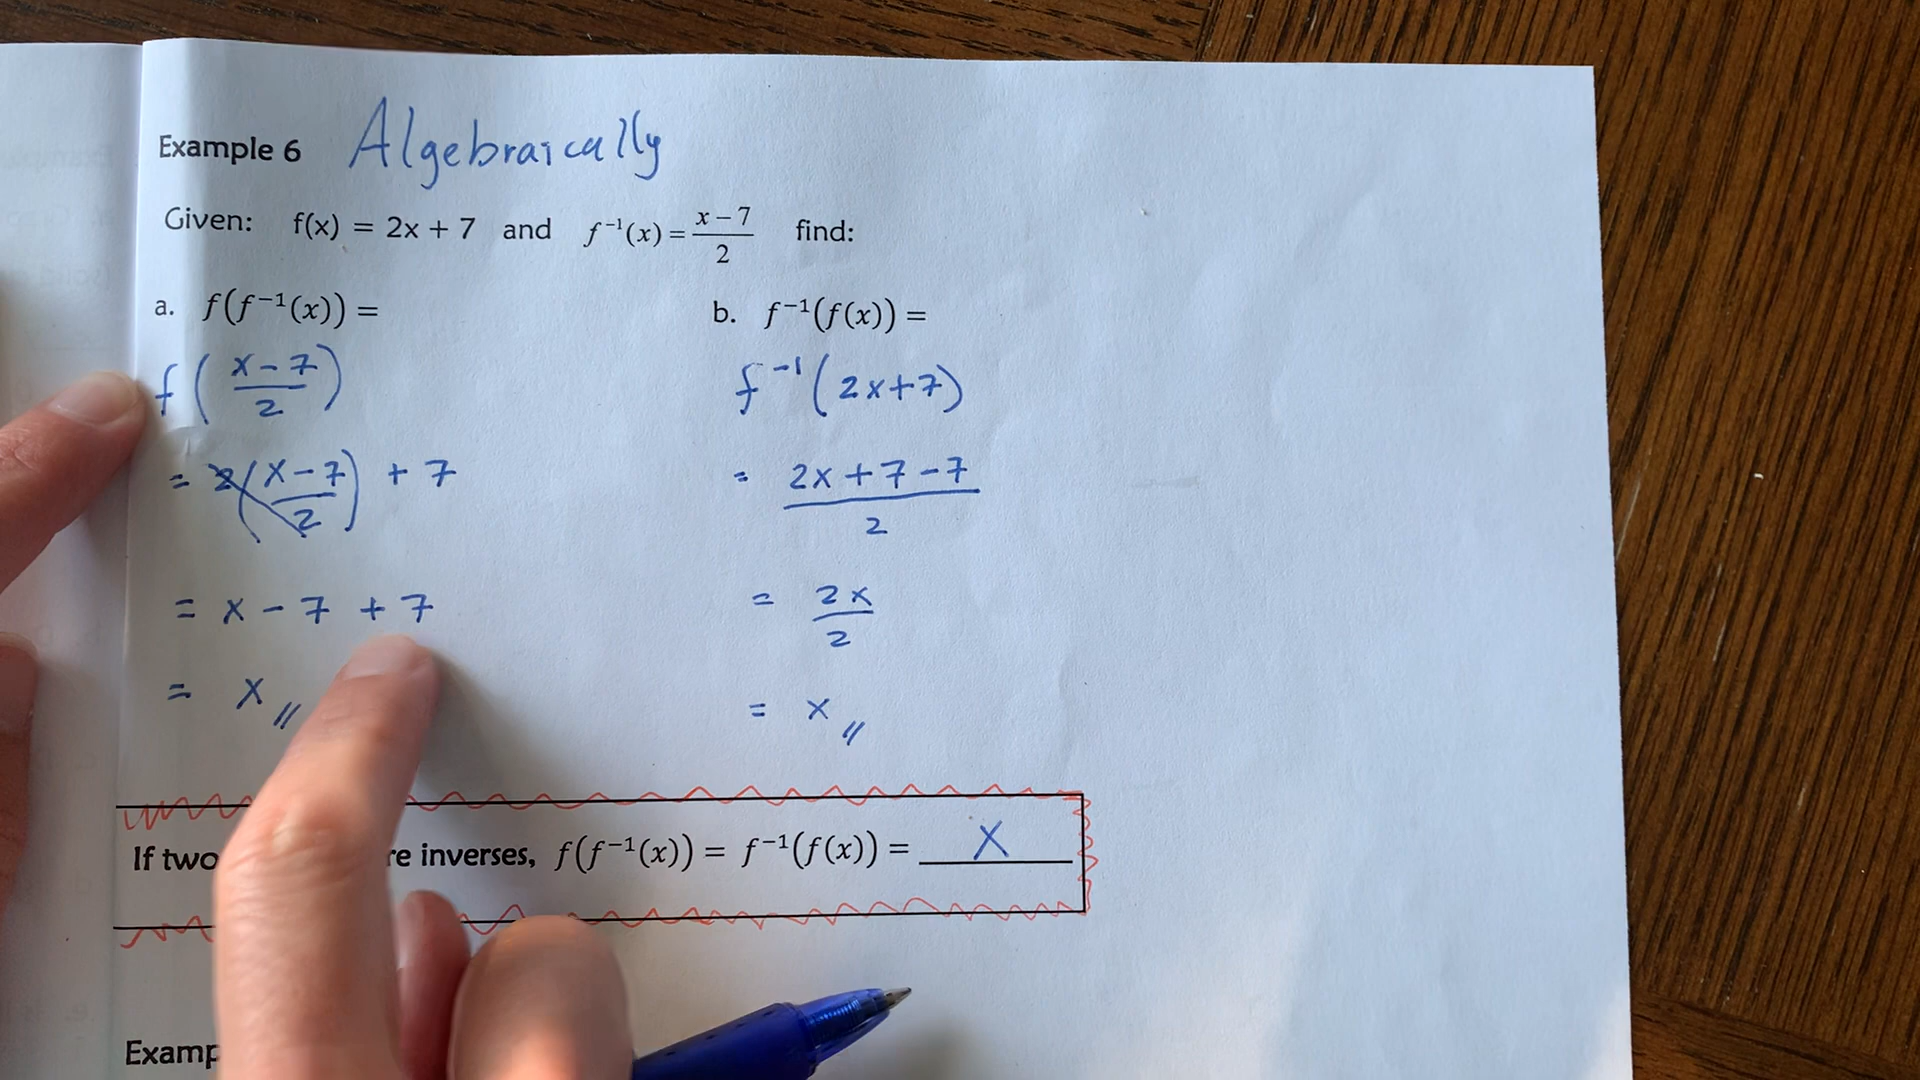 Example 6 Algebraically
Given: f(x) = 2x + 7 and f⁻¹(x) = (x − 7)/2 find:
a. f(f⁻¹(x)) =
f((x − 7)/2)
= 2((x − 7)/2) + 7
= x − 7 + 7
= x //
b. f⁻¹(f(x)) =
f⁻¹(2x + 7)
= (2x + 7 − 7)/2
= 2x/2
= x //
If two re inverses, f(f⁻¹(x)) = f⁻¹(f(x)) = x